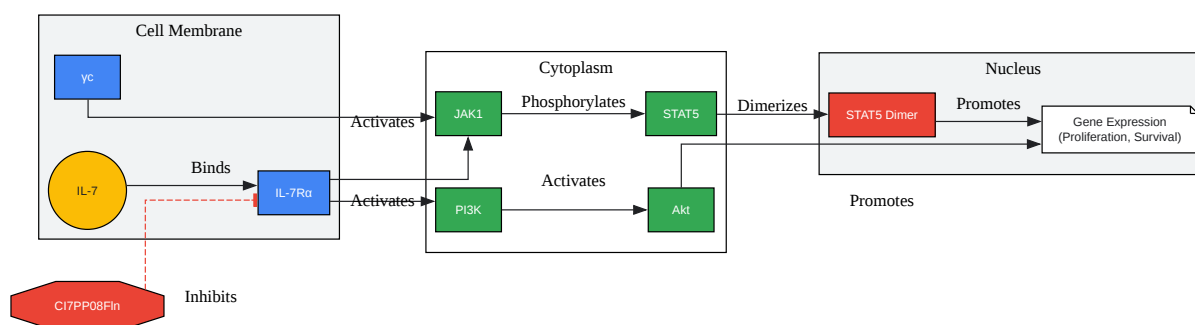 Cell Membrane
γc
IL-7
Binds
IL-7Rα
CI7PP08Fln
Inhibits
Activates
Activates
Cytoplasm
JAK1
Phosphorylates
STAT5
PI3K
Activates
Akt
Dimerizes
Nucleus
STAT5 Dimer
Promotes
Gene Expression
(Proliferation, Survival)
Promotes